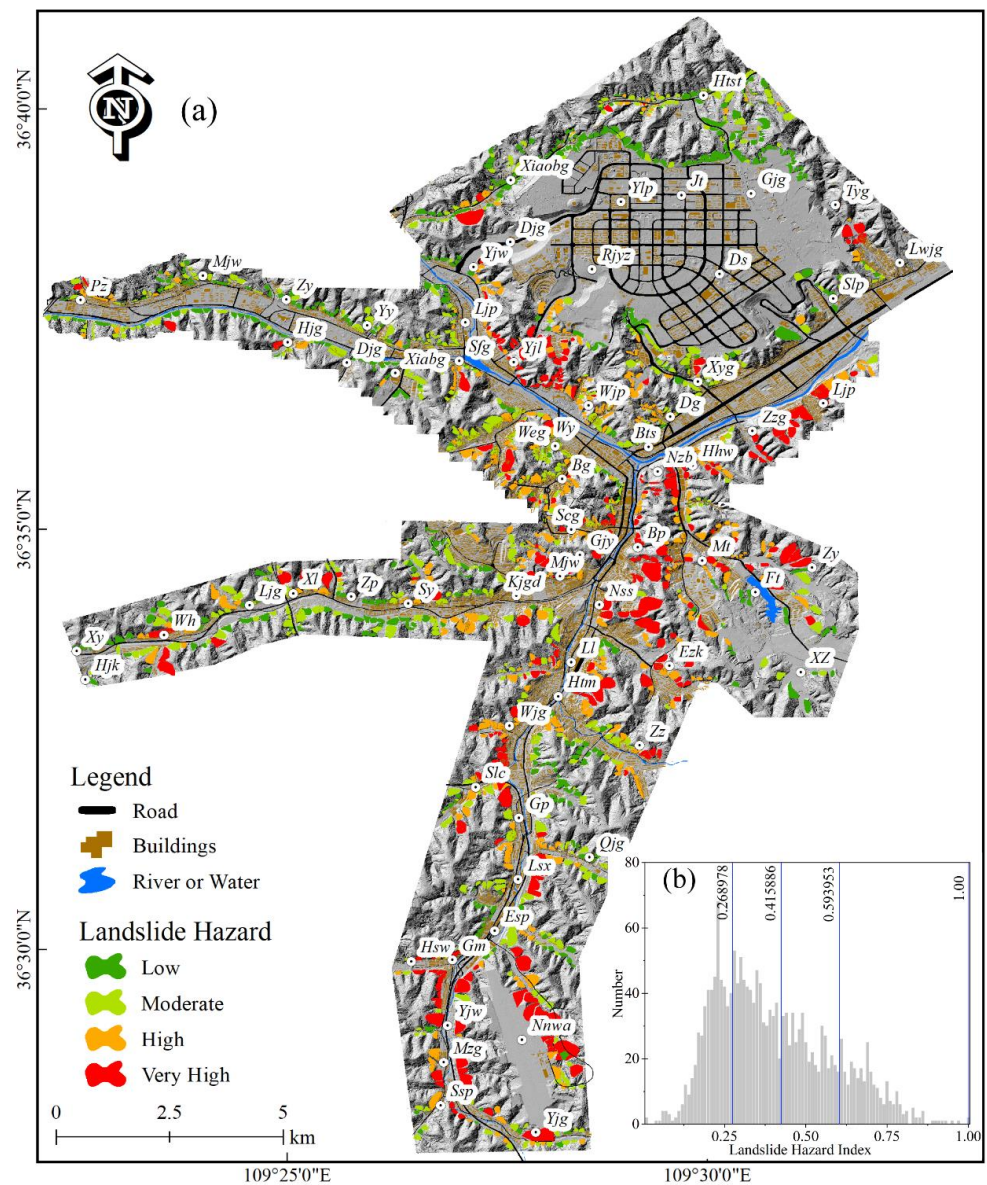 N
(a)
36°40'0"N
36°35'0"N
36°30'0"N
Htst
Xiaobg
Ylp
Jt
Gjg
Tyg
Djg
Yjw
Rjyz
Ds
Lwjg
Mjw
Pz
Zy
Slp
Ljp
Yy
Hjg
Sfg
Yjl
Djg
Xiabg
Xyg
Wjp
Dg
Ljp
Zzg
Weg
Wy
Bts
Hhw
Nzb
Bg
Scg
Gjy
Bp
Mt
Zy
Mjw
Ft
Kjgd
Nss
Xl
Zp
Sy
Ljg
Wh
Xy
Hjk
Ll
Ezk
XZ
Htm
Wjg
Zz
Slc
Gp
Qjg
Lsx
Esp
Hsw
Gm
Yjw
Nnwa
Mzg
Ssp
Yjg
Legend
Road
Buildings
River or Water
Landslide Hazard
Low
Moderate
High
Very High
0
2.5
5
km
109°25'0"E
109°30'0"E
(b)
0.268978
0.415886
0.593953
1.00
Number
80
60
40
20
0
0.25
0.50
0.75
1.00
Landslide Hazard Index